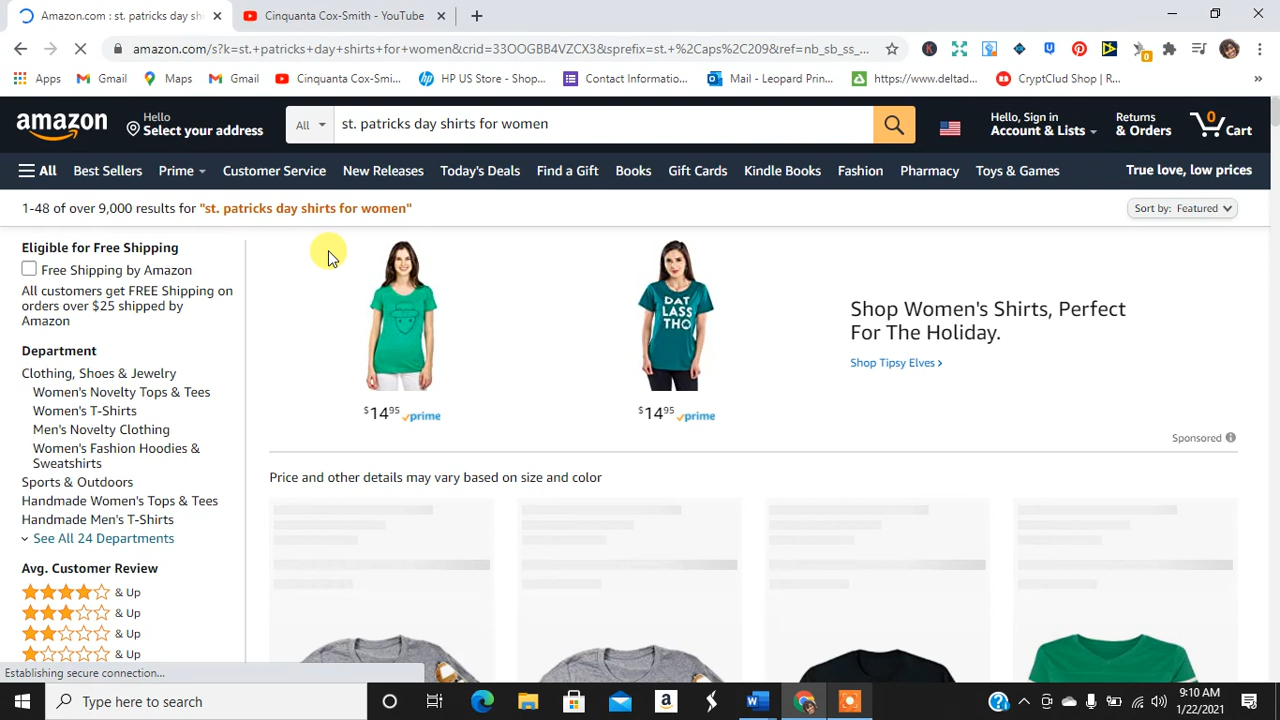 Amazon.com : st. patricks day sh
Cinquanta Cox-Smith - YouTube
amazon.com/s?k=st.+patricks+day+shirts+for+women&crid=33OOGBB4VZCX3&sprefix=st.+%2Caps%2C209&ref=nb_sb_ss_...
Apps
Gmail
Maps
Gmail
Cinquanta Cox-Smi...
HP US Store - Shop...
Contact Informatio...
Mail - Leopard Prin...
https://www.deltad...
CryptClud Shop | R...
»
amazon
Hello
Select your address
All
st. patricks day shirts for women
Hello, Sign in
Account & Lists
Returns
& Orders
0
Cart
All
Best Sellers
Prime
Customer Service
New Releases
Today's Deals
Find a Gift
Books
Gift Cards
Kindle Books
Fashion
Pharmacy
Toys & Games
True love, low prices
1-48 of over 9,000 results for "st. patricks day shirts for women"
Sort by: Featured
Eligible for Free Shipping
Free Shipping by Amazon
All customers get FREE Shipping on
orders over $25 shipped by
Amazon
Department
Clothing, Shoes & Jewelry
Women's Novelty Tops & Tees
Women's T-Shirts
Men's Novelty Clothing
Women's Fashion Hoodies &
Sweatshirts
Sports & Outdoors
Handmade Women's Tops & Tees
Handmade Men's T-Shirts
See All 24 Departments
Avg. Customer Review
& Up
& Up
& Up
& Up
DAT
LASS
THO
$14.95 prime
$14.95 prime
Shop Women's Shirts, Perfect
For The Holiday.
Shop Tipsy Elves ›
Sponsored
Price and other details may vary based on size and color
Establishing secure connection...
Type here to search
9:10 AM
1/22/2021